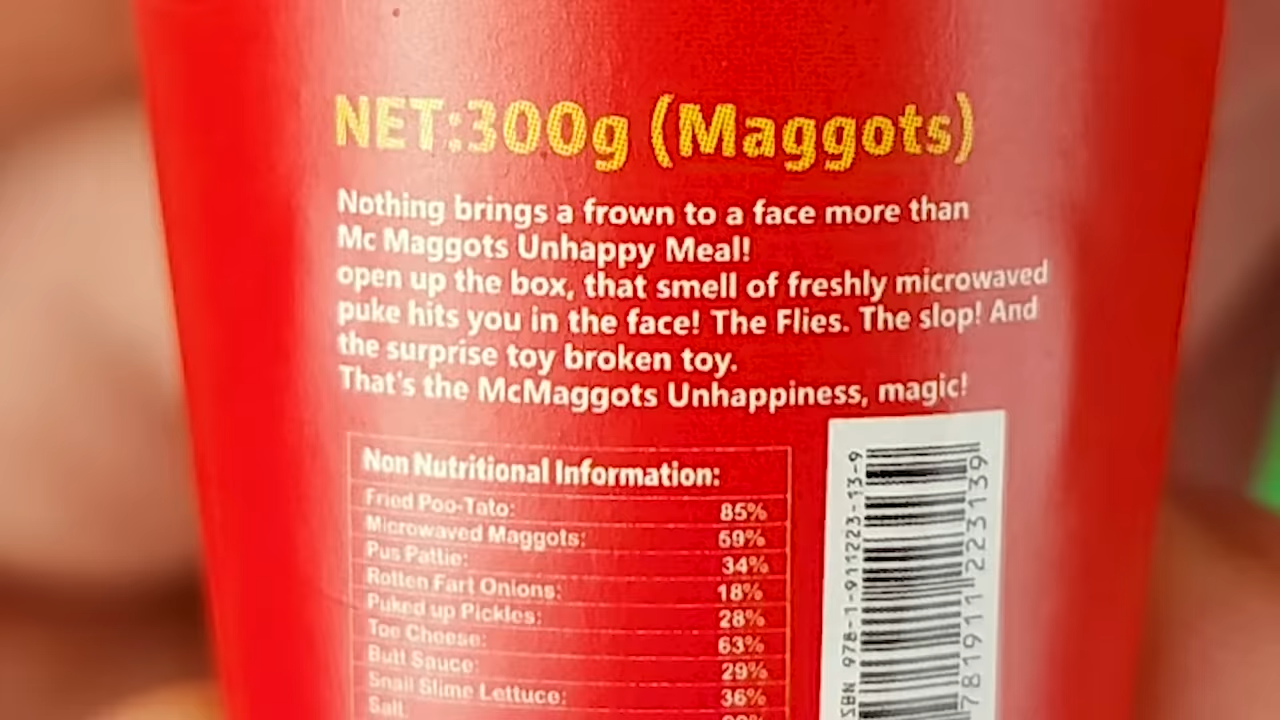 NET:300g (Maggots)
Nothing brings a frown to a face more than
Mc Maggots Unhappy Meal!
open up the box, that smell of freshly microwaved
puke hits you in the face! The Flies. The slop! And
the surprise toy broken toy.
That's the McMaggots Unhappiness, magic!
Non Nutritional Information:
Fried Poo-Tato: 85%
Microwaved Maggots: 59%
Pus Pattie: 34%
Rotten Fart Onions: 18%
Puked up Pickles: 28%
Toe Cheese: 63%
Butt Sauce: 29%
Snail Slime Lettuce: 36%
Salt:
ISBN 978-1-911223-13-9
781911 223139